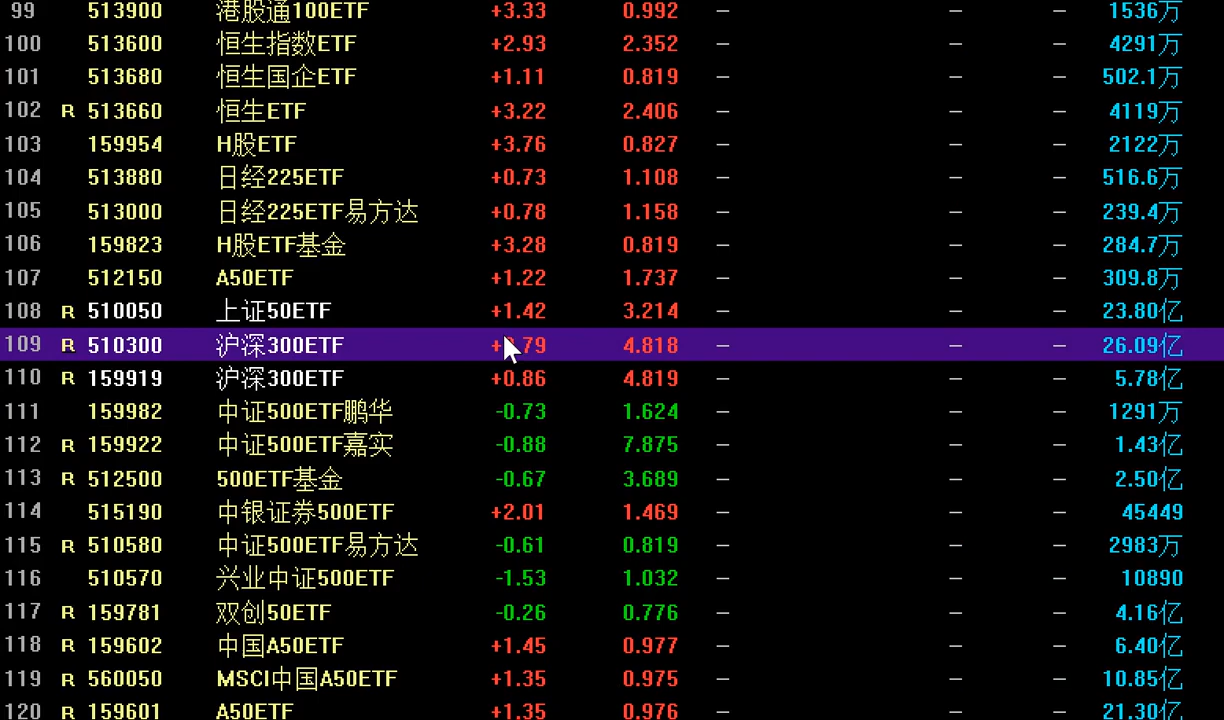 99 513900 港股通100ETF +3.33 0.992 — — — 1536万
100 513600 恒生指数ETF +2.93 2.352 — — — 4291万
101 513680 恒生国企ETF +1.11 0.819 — — — 502.1万
102 R 513660 恒生ETF +3.22 2.406 — — — 4119万
103 159954 H股ETF +3.76 0.827 — — — 2122万
104 513880 日经225ETF +0.73 1.108 — — — 516.6万
105 513000 日经225ETF易方达 +0.78 1.158 — — — 239.4万
106 159823 H股ETF基金 +3.28 0.819 — — — 284.7万
107 512150 A50ETF +1.22 1.737 — — — 309.8万
108 R 510050 上证50ETF +1.42 3.214 — — — 23.80亿
109 R 510300 沪深300ETF 4.818 — — — 26.09亿
110 R 159919 沪深300ETF +0.86 4.819 — — — 5.78亿
111 159982 中证500ETF鹏华 -0.73 1.624 — — — 1291万
112 R 159922 中证500ETF嘉实 -0.88 7.875 — — — 1.43亿
113 R 512500 500ETF基金 -0.67 3.689 — — — 2.50亿
114 515190 中银证券500ETF +2.01 1.469 — — — 45449
115 R 510580 中证500ETF易方达 -0.61 0.819 — — — 2983万
116 510570 兴业中证500ETF -1.53 1.032 — — — 10890
117 R 159781 双创50ETF -0.26 0.776 — — — 4.16亿
118 R 159602 中国A50ETF +1.45 0.977 — — — 6.40亿
119 R 560050 MSCI中国A50ETF +1.35 0.975 — — — 10.85亿
120 R 159601 A50ETF +1.35 0.976 — — — 21.30亿